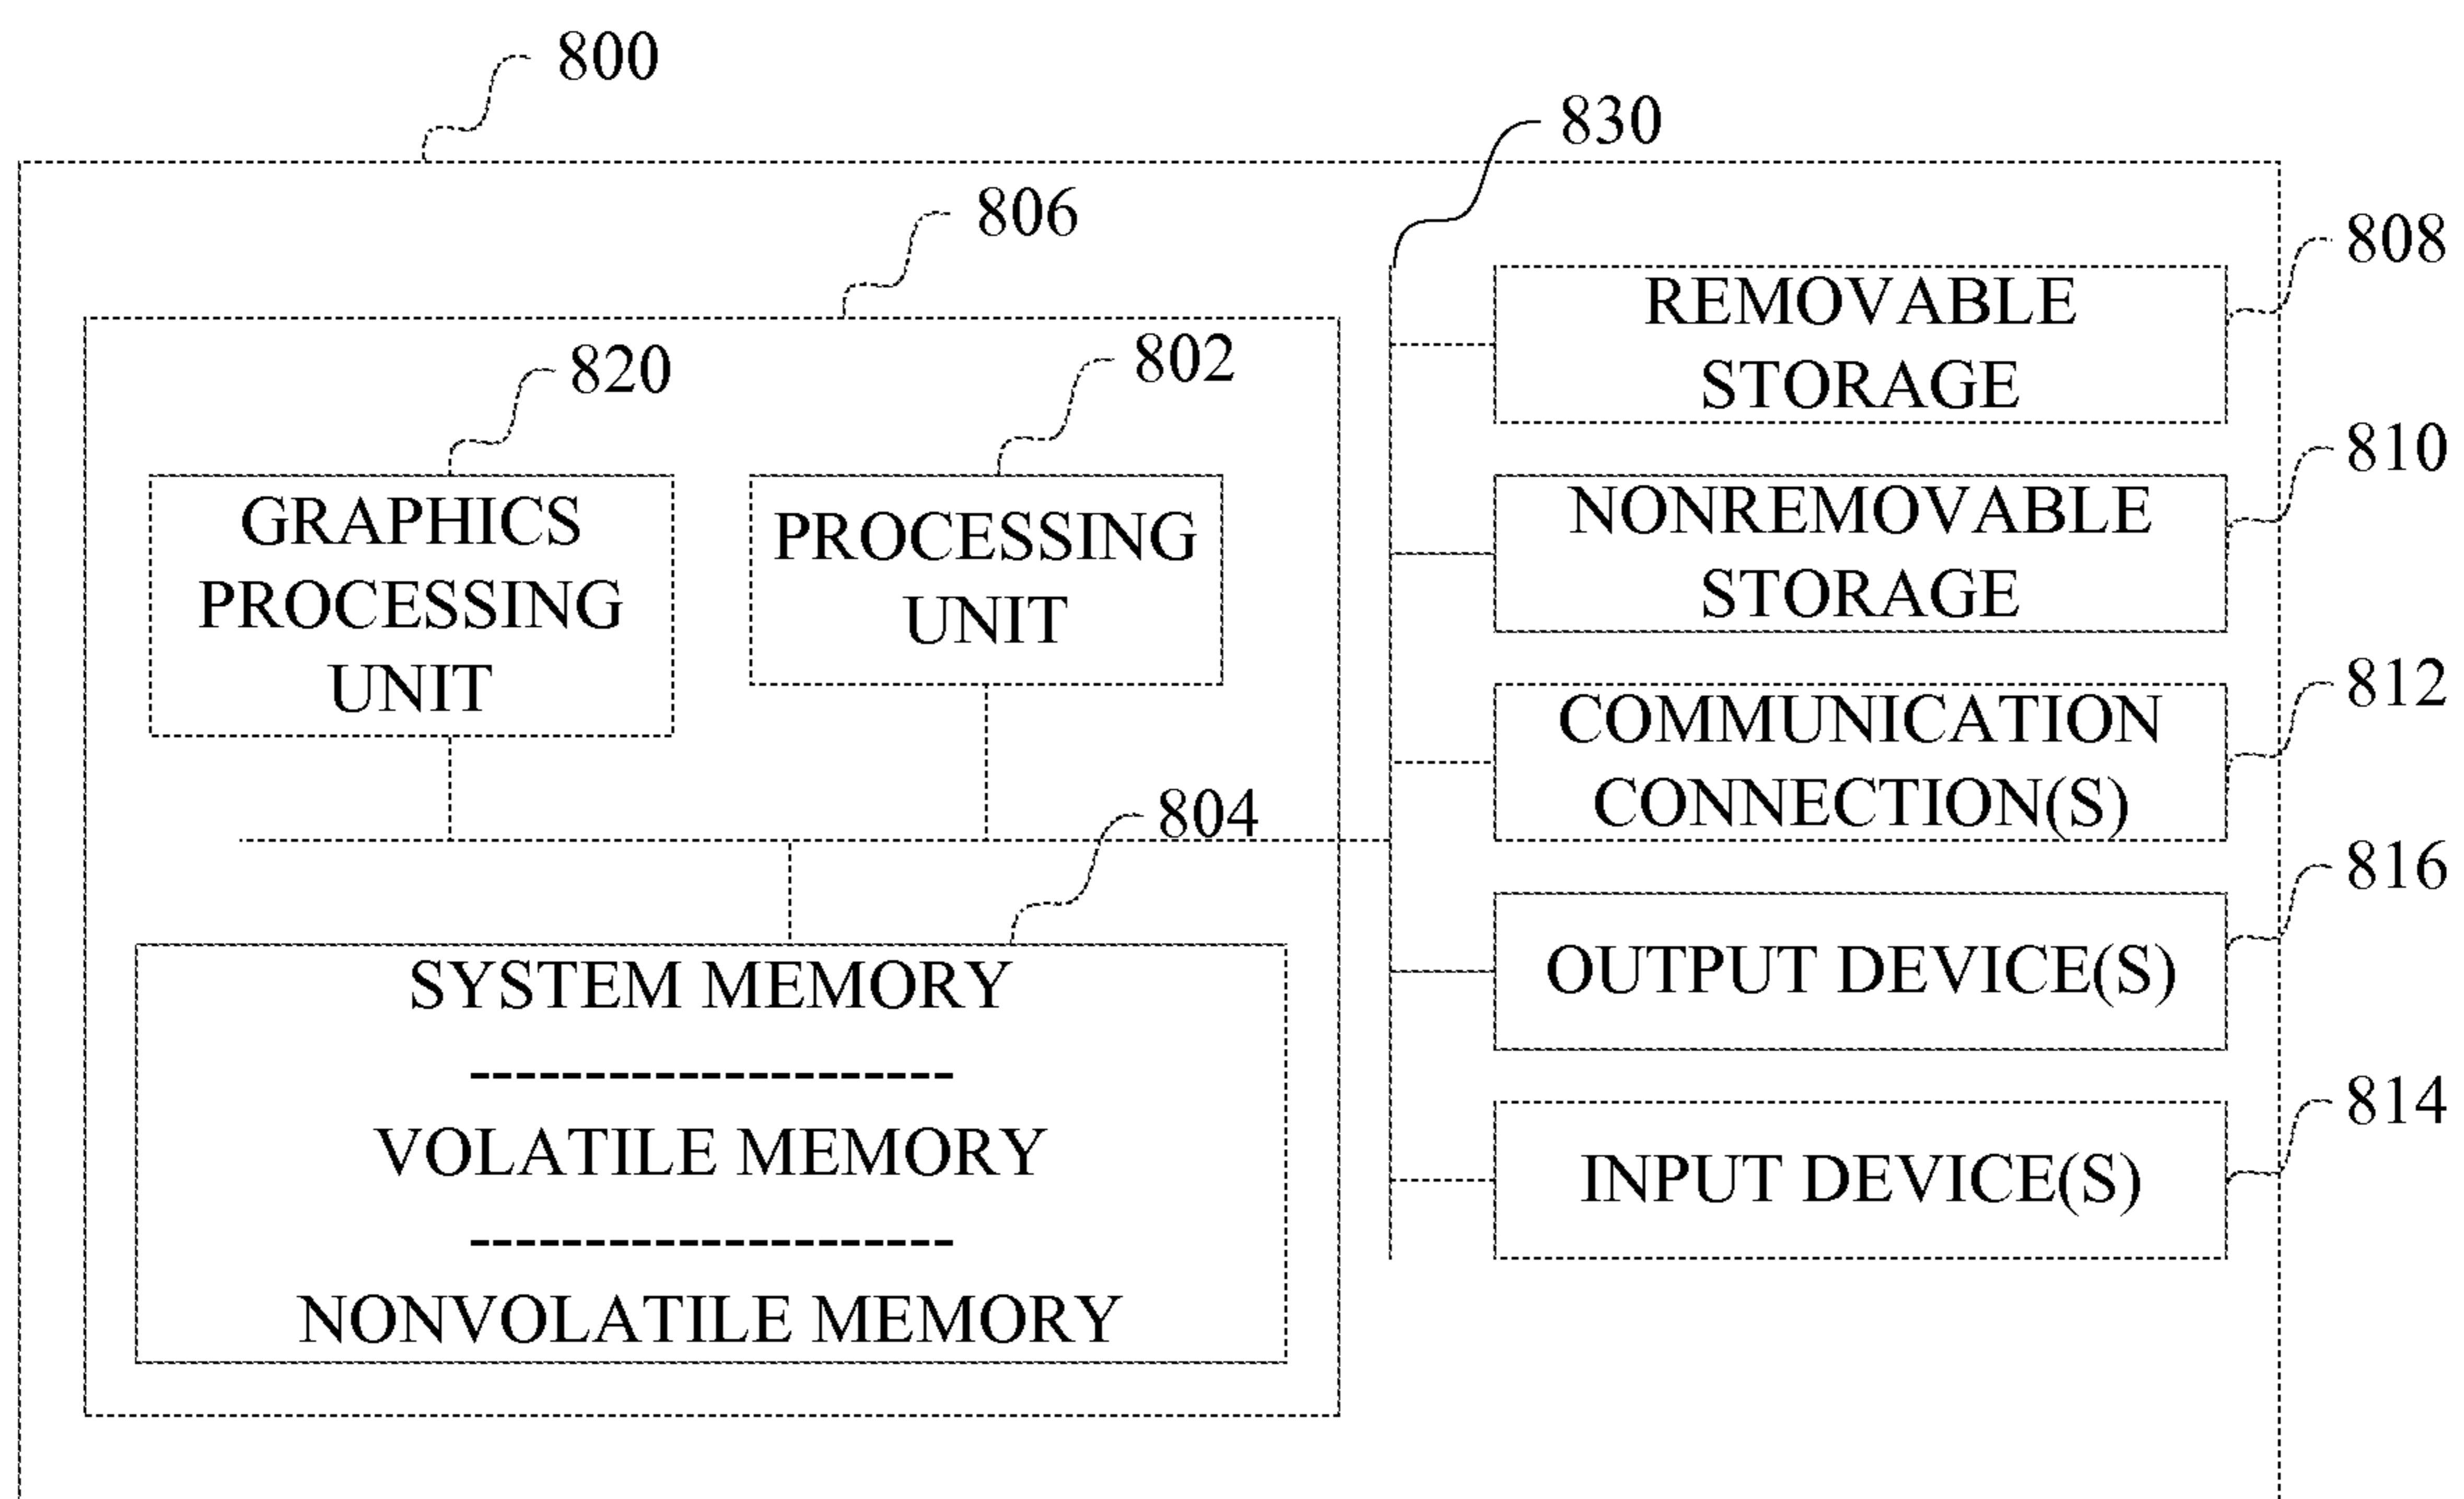 800
830
806
808
REMOVABLE
STORAGE
820
802
810
GRAPHICS
PROCESSING
UNIT
PROCESSING
UNIT
NONREMOVABLE
STORAGE
812
COMMUNICATION
CONNECTION(S)
804
816
SYSTEM MEMORY
---------------------
VOLATILE MEMORY
---------------------
NONVOLATILE MEMORY
OUTPUT DEVICE(S)
814
INPUT DEVICE(S)